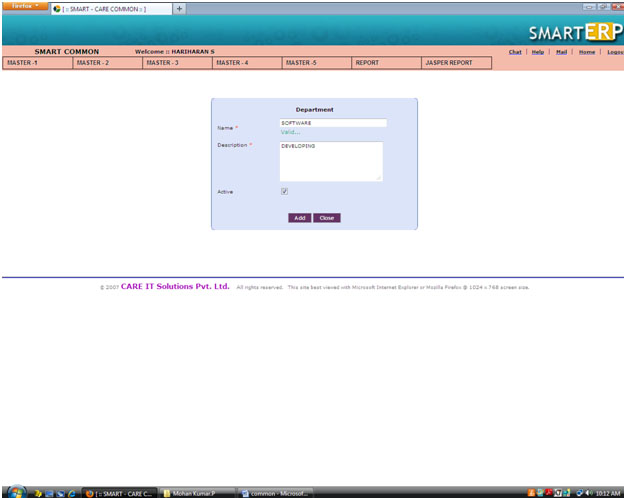 Firefox
[ :: SMART - CARE COMMON :: ]
+
SMARTERP
SMART COMMON Welcome :: HARIHARAN S Chat | Help | Mail | Home | Logou
MASTER -1 MASTER - 2 MASTER - 3 MASTER - 4 MASTER -5 REPORT JASPER REPORT
Department
Name * SOFTWARE
Valid...
Description * DEVELOPING
Active
Add Close
© 2007 CARE IT Solutions Pvt. Ltd. All rights reserved. This site best viewed with Microsoft Internet Explorer or Mozilla Firefox @ 1024 x 768 screen size.
[ :: SMART - CARE C... Mohan Kumar.P common - Microsof... 10:12 AM